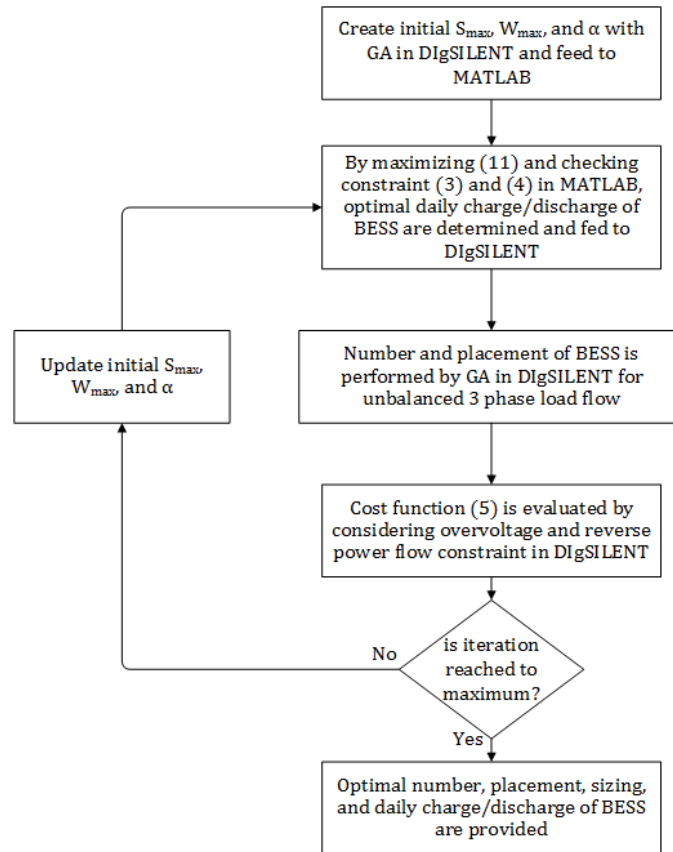 Create initial Sₘₐₓ, Wₘₐₓ, and α with
GA in DIgSILENT and feed to
MATLAB
By maximizing (11) and checking
constraint (3) and (4) in MATLAB,
optimal daily charge/discharge of
BESS are determined and fed to
DIgSILENT
Update initial Sₘₐₓ,
Wₘₐₓ, and α
Number and placement of BESS is
performed by GA in DIgSILENT for
unbalanced 3 phase load flow
Cost function (5) is evaluated by
considering overvoltage and reverse
power flow constraint in DIgSILENT
No
is iteration
reached to
maximum?
Yes
Optimal number, placement, sizing,
and daily charge/discharge of BESS
are provided